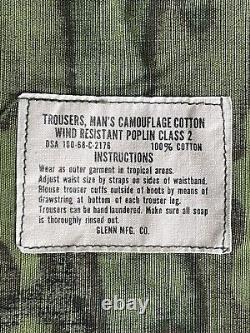 TROUSERS, MAN'S CAMOUFLAGE COTTON
WIND RESISTANT POPLIN CLASS 2
DSA 100-68-C-2176 100% COTTON
INSTRUCTIONS
Wear as outer garment in tropical areas.
Adjust waist size by straps on sides of waistband.
Blouse trouser cuffs outside of boots by means of
drawstring at bottom of each trouser leg.
Trousers can be hand laundered. Make sure all soap
is thoroughly rinsed out.
GLENN MFG. CO.